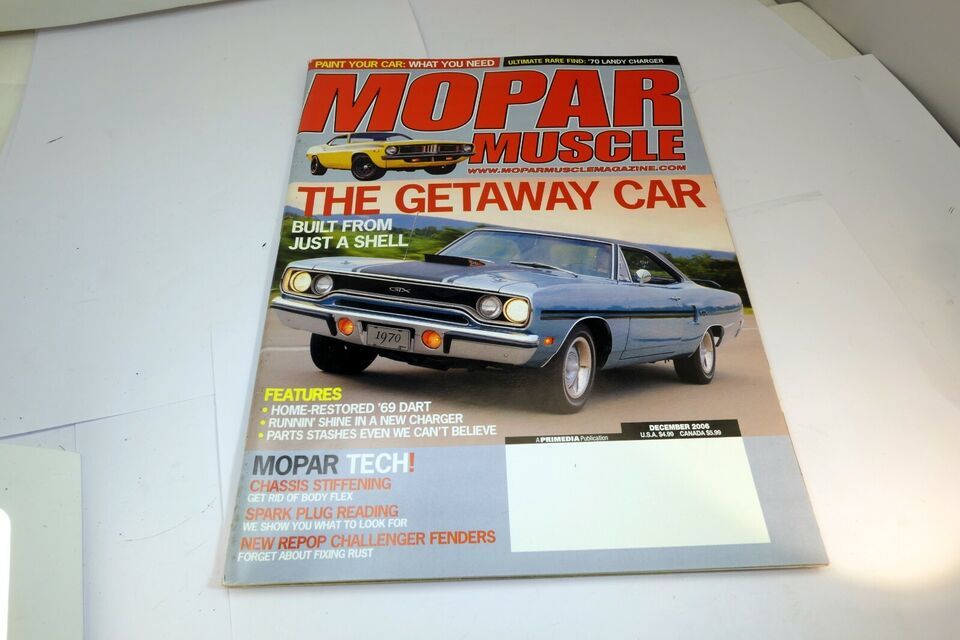 PAINT YOUR CAR: WHAT YOU NEED
ULTIMATE RARE FIND: '70 LANDY CHARGER
MOPAR
MUSCLE
WWW.MOPARMUSCLEMAGAZINE.COM
THE GETAWAY CAR
BUILT FROM
JUST A SHELL
GTX
1970
FEATURES
• HOME-RESTORED '69 DART
• RUNNIN' SHINE IN A NEW CHARGER
• PARTS STASHES EVEN WE CAN'T BELIEVE
A PRIMEDIA Publication
DECEMBER 2006
U.S.A. $4.99 CANADA $5.99
MOPAR TECH!
CHASSIS STIFFENING
GET RID OF BODY FLEX
SPARK PLUG READING
WE SHOW YOU WHAT TO LOOK FOR
NEW REPOP CHALLENGER FENDERS
FORGET ABOUT FIXING RUST